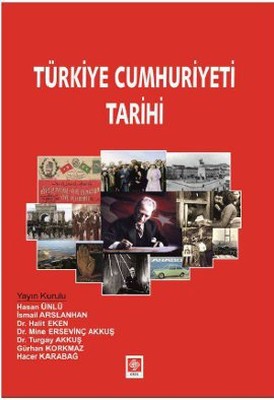 TÜRKİYE CUMHURİYETİ
TARİHİ
Yayın Kurulu
Hasan ÜNLÜ
İsmail ARSLANHAN
Dr. Halit EKEN
Dr. Mine ERSEVİNÇ AKKUŞ
Dr. Turgay AKKUŞ
Gürhan KORKMAZ
Hacer KARABAĞ